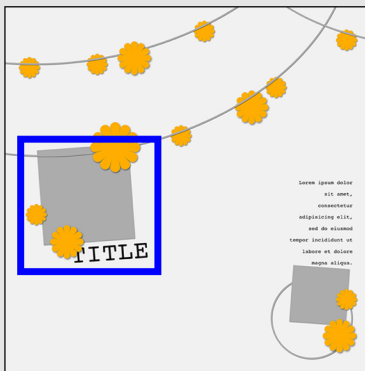 TITLE
Lorem ipsum dolor
sit amet,
consectetur
adipisicing elit,
sed do eiusmod
tempor incididunt ut
labore et dolore
magna aliqua.